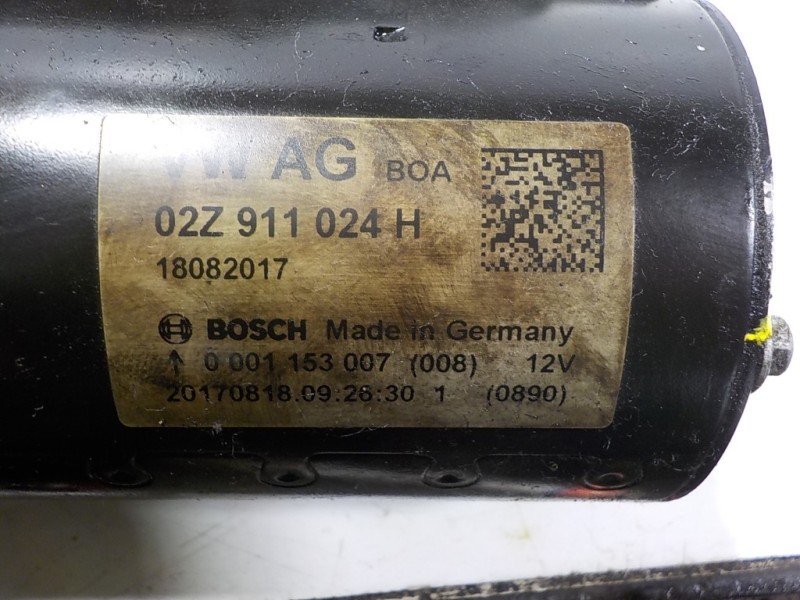 VW AG BOA
02Z 911 024 H
18082017
BOSCH Made in Germany
↑ 0 001 153 007 (008) 12V
20170818.09:26:30 1 (0890)